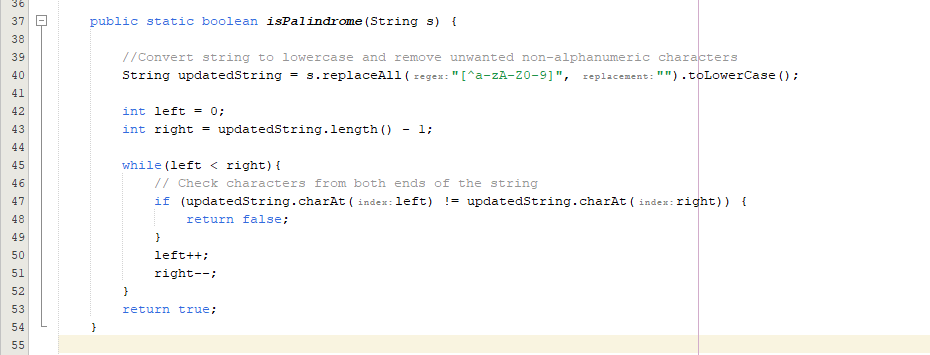 36
37 public static boolean isPalindrome(String s) {
38
39 //Convert string to lowercase and remove unwanted non-alphanumeric characters
40 String updatedString = s.replaceAll( regex: "[^a-zA-Z0-9]", replacement: "").toLowerCase();
41
42 int left = 0;
43 int right = updatedString.length() - 1;
44
45 while(left < right){
46 // Check characters from both ends of the string
47 if (updatedString.charAt( index: left) != updatedString.charAt( index: right)) {
48 return false;
49 }
50 left++;
51 right--;
52 }
53 return true;
54 }
55